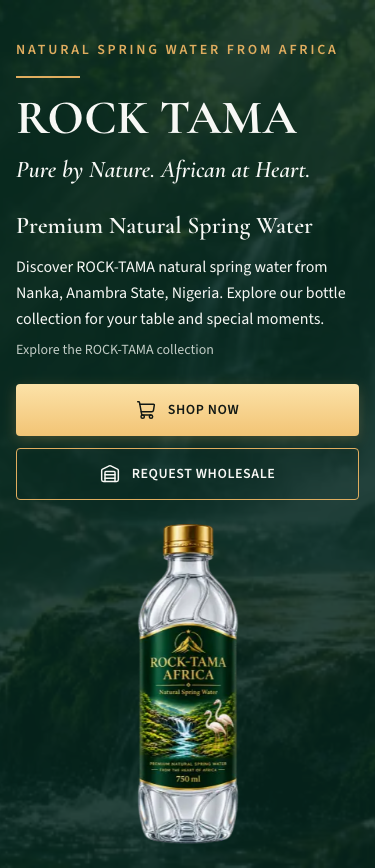 NATURAL SPRING WATER FROM AFRICA
ROCK TAMA
Pure by Nature. African at Heart.
Premium Natural Spring Water
Discover ROCK-TAMA natural spring water from
Nanka, Anambra State, Nigeria. Explore our bottle
collection for your table and special moments.
Explore the ROCK-TAMA collection
SHOP NOW
REQUEST WHOLESALE
ROCK-TAMA
AFRICA
Natural Spring Water
PREMIUM NATURAL SPRING WATER
FROM THE HEART OF AFRICA
750 ml